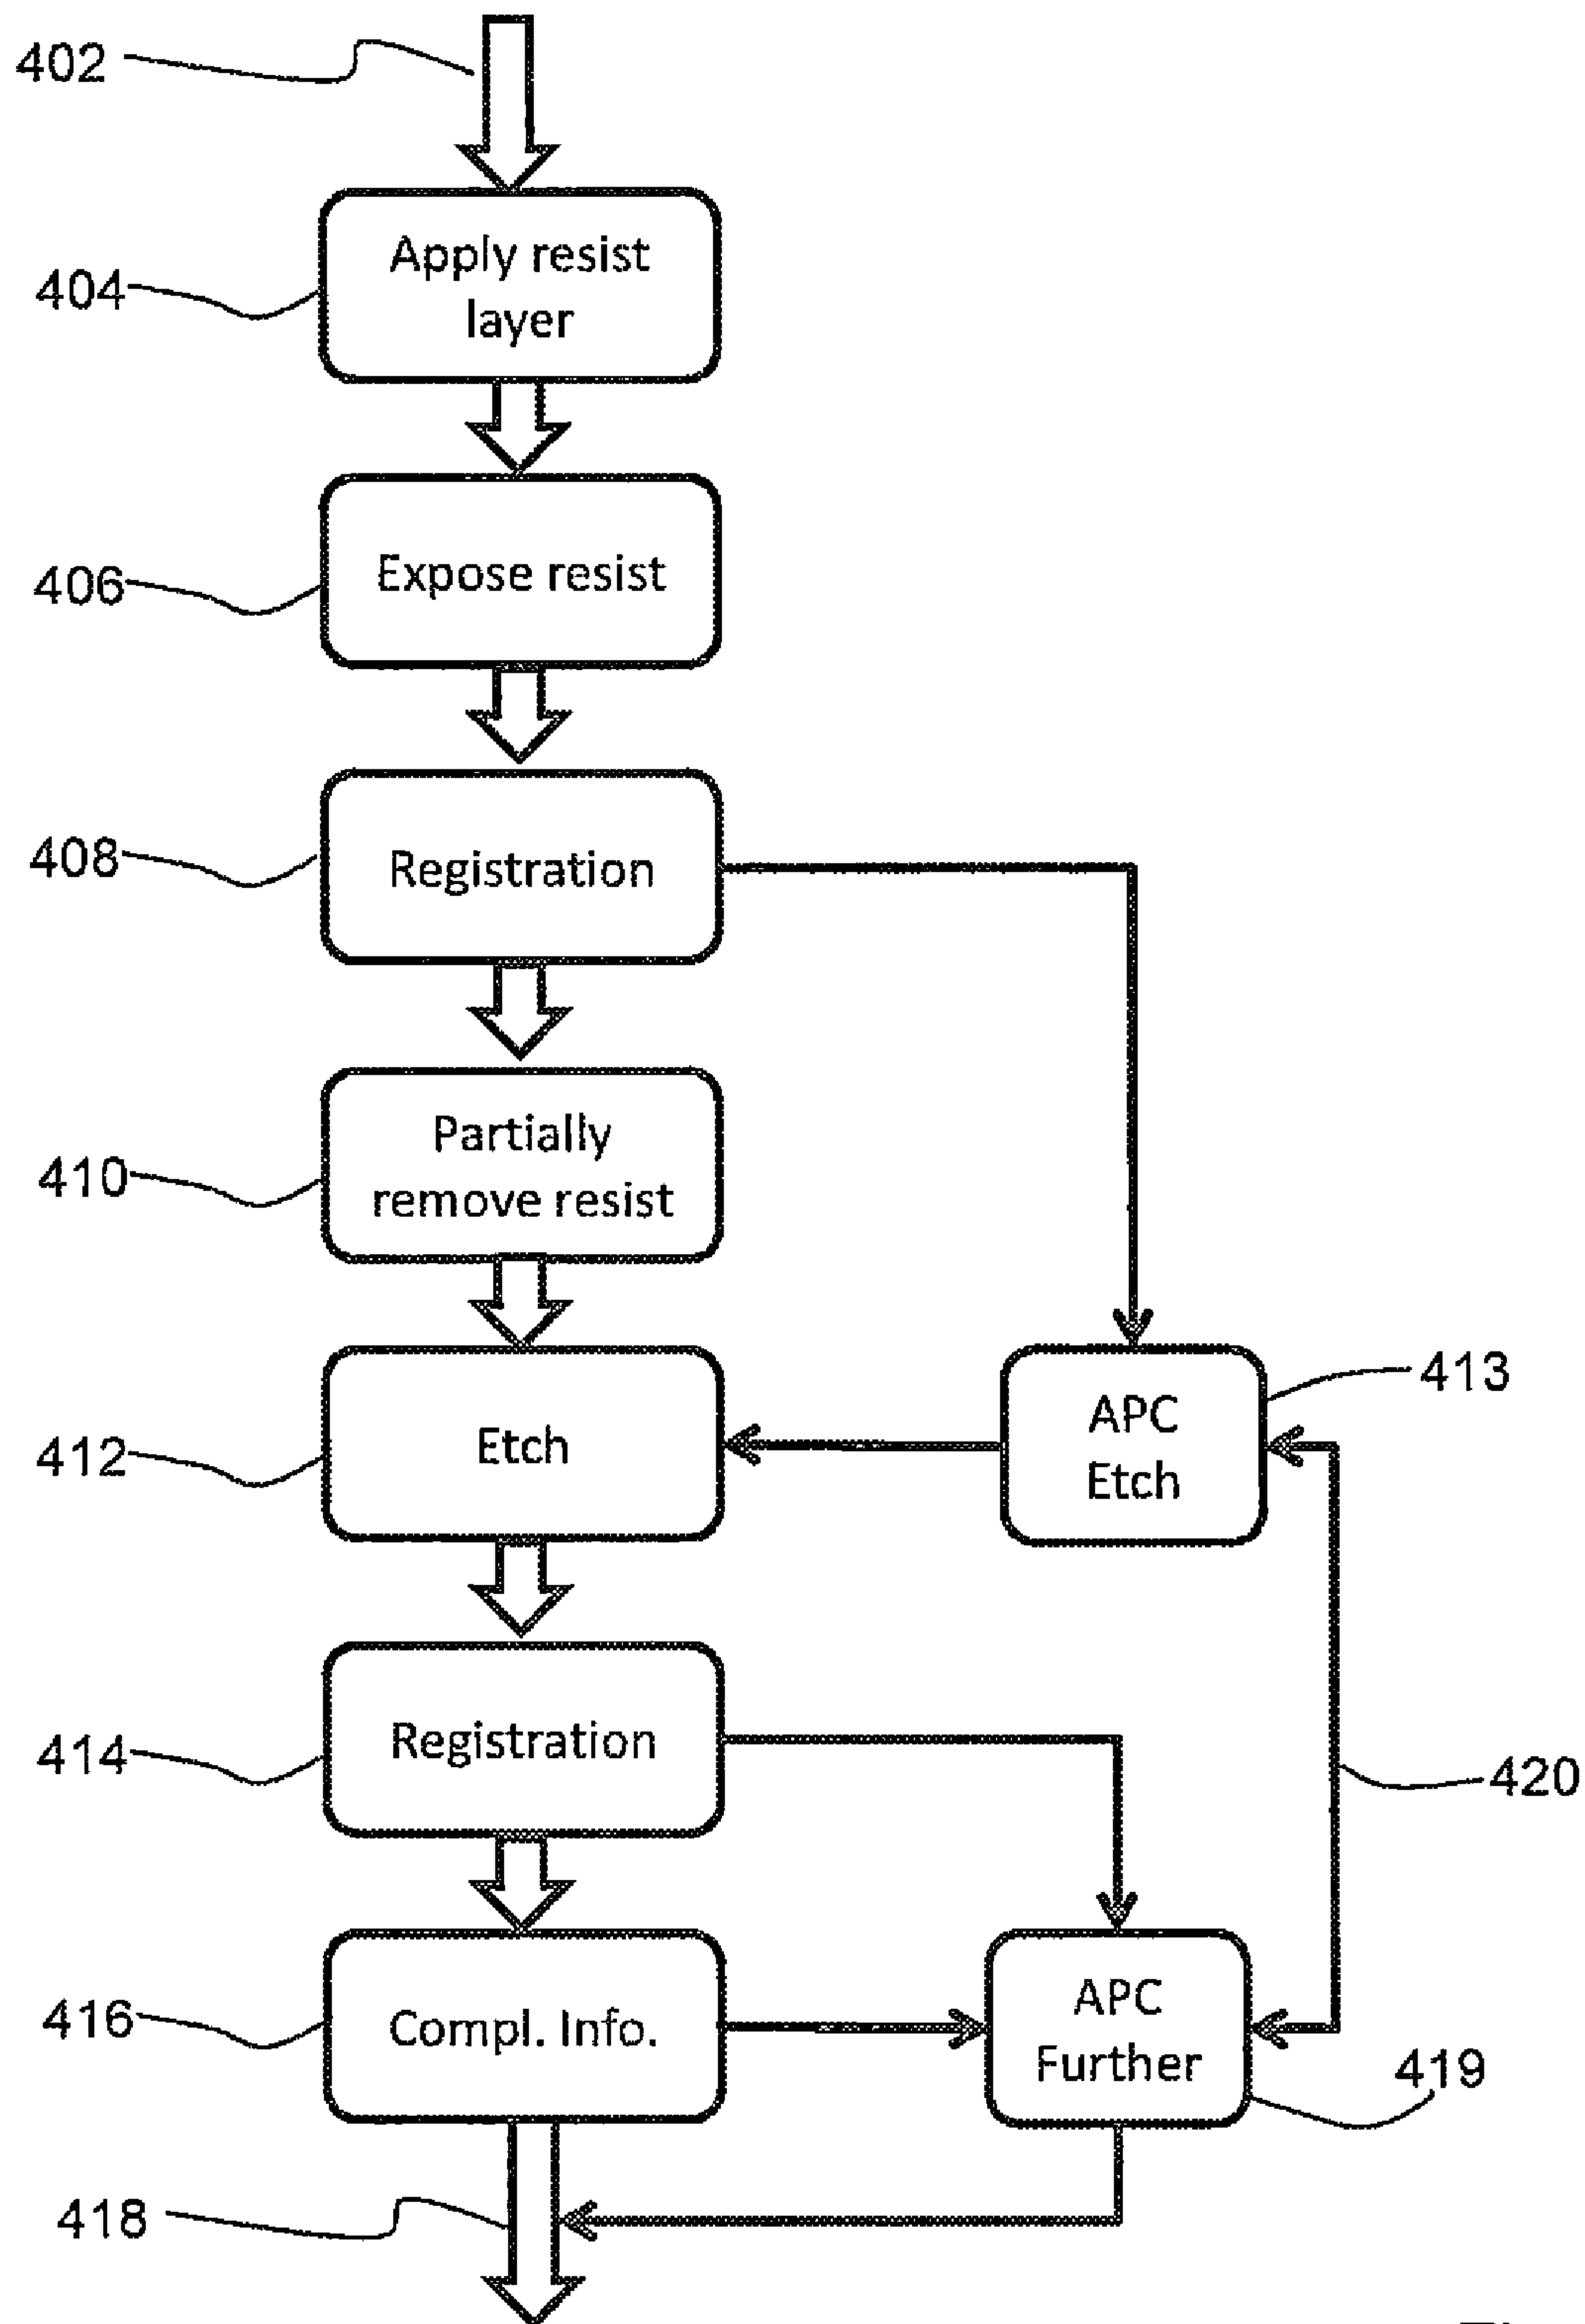 402
404
Apply resist
layer
406
Expose resist
408
Registration
410
Partially
remove resist
412
Etch
413
APC
Etch
414
Registration
420
416
Compl. Info.
APC
Further
419
418